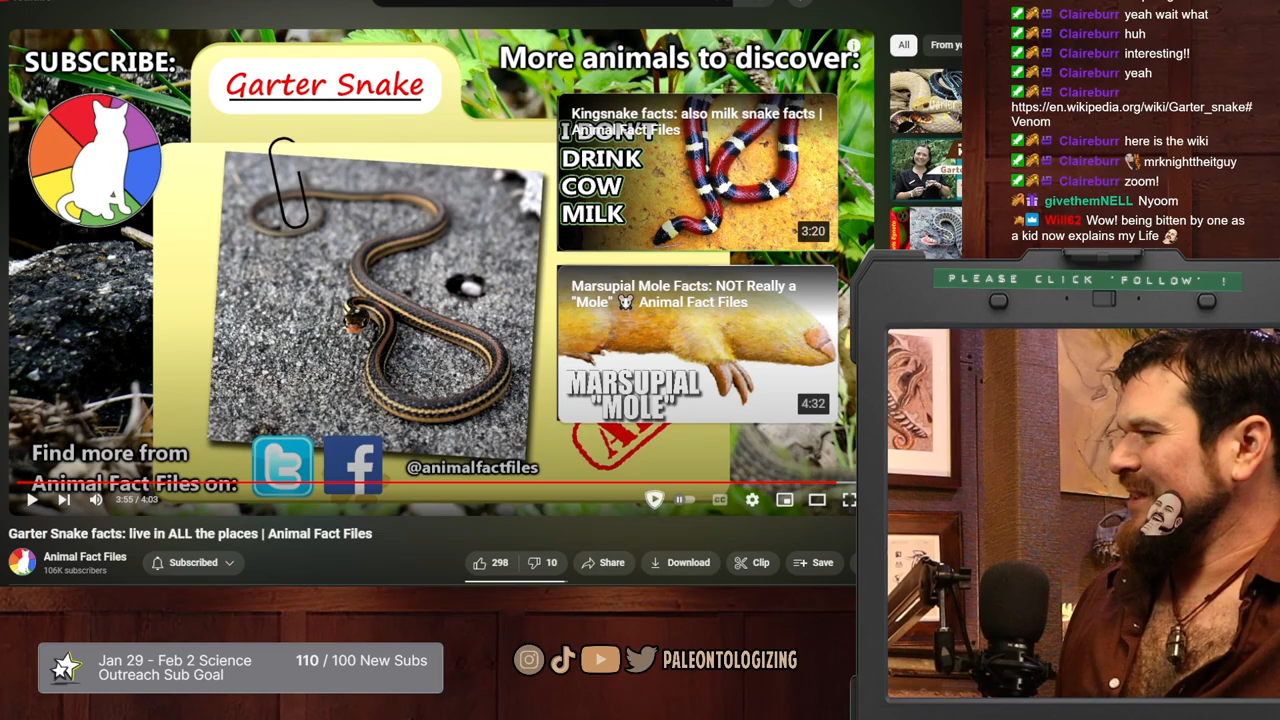 SUBSCRIBE:
Garter Snake
More animals to discover:
Kingsnake facts: also milk snake facts |
Animal Fact Files
I DON'T
DRINK
COW
MILK
3:20
Marsupial Mole Facts: NOT Really a
"Mole" Animal Fact Files
MARSUPIAL
"MOLE"
4:32
Find more from
Animal Fact Files on:
@animalfactfiles
3:55 / 4:03
CC
Garter Snake facts: live in ALL the places | Animal Fact Files
Animal Fact Files
106K subscribers
Subscribed
298
10
Share
Download
Clip
Save
All
Claireburr yeah wait what
Claireburr huh
Claireburr interesting!!
Claireburr yeah
Claireburr
https://en.wikipedia.org/wiki/Garter_snake#
Venom
Claireburr here is the wiki
Claireburr mrknighttheitguy
Claireburr zoom!
givethemNELL Nyoom
Will62 Wow! being bitten by one as
a kid now explains my Life
PLEASE CLICK 'FOLLOW' !
Jan 29 - Feb 2 Science
Outreach Sub Goal
110 / 100 New Subs
PALEONTOLOGIZING